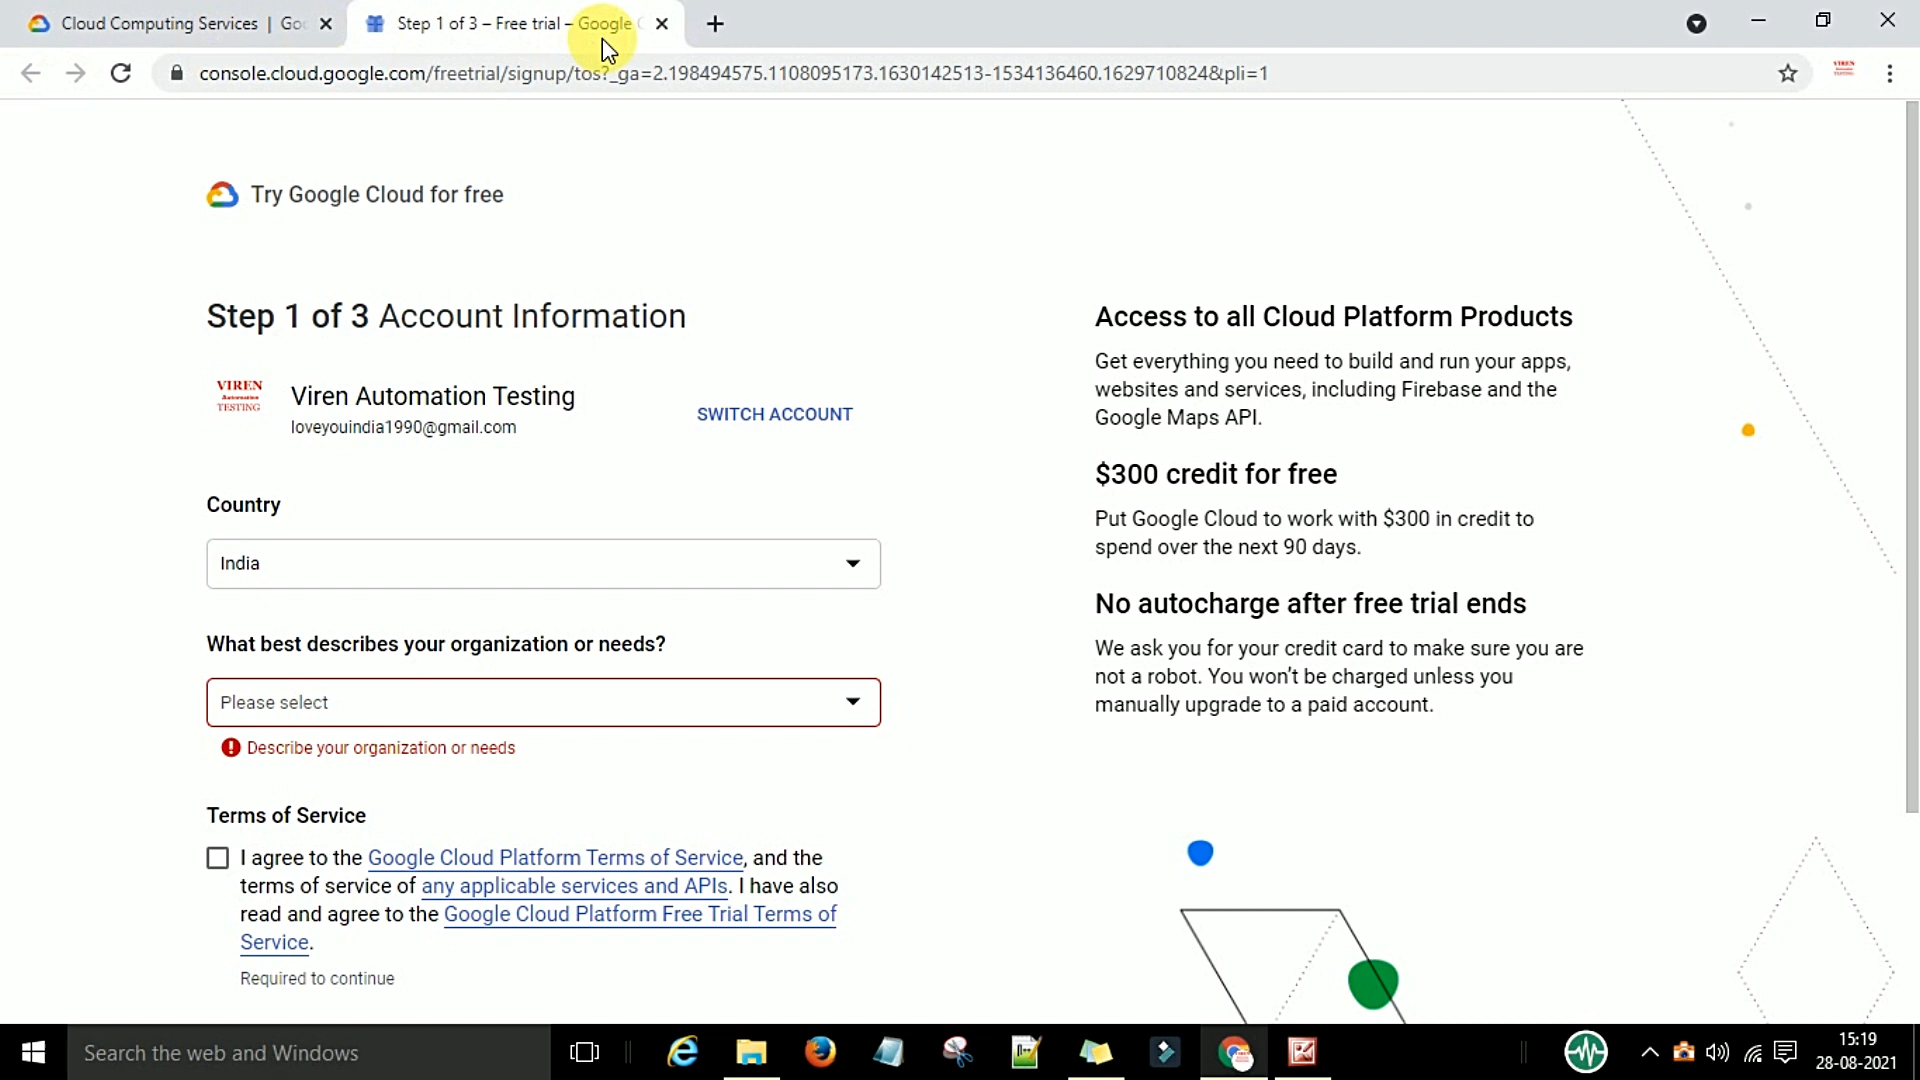 Cloud Computing Services | Goo
Step 1 of 3 – Free trial – Google C
console.cloud.google.com/freetrial/signup/tos?_ga=2.198494575.1108095173.1630142513-1534136460.1629710824&pli=1
Try Google Cloud for free
Step 1 of 3 Account Information
VIREN
Automation
TESTING
Viren Automation Testing
loveyouindia1990@gmail.com
SWITCH ACCOUNT
Country
India
What best describes your organization or needs?
Please select
Describe your organization or needs
Terms of Service
I agree to the Google Cloud Platform Terms of Service, and the
terms of service of any applicable services and APIs. I have also
read and agree to the Google Cloud Platform Free Trial Terms of
Service.
Required to continue
Access to all Cloud Platform Products
Get everything you need to build and run your apps,
websites and services, including Firebase and the
Google Maps API.
$300 credit for free
Put Google Cloud to work with $300 in credit to
spend over the next 90 days.
No autocharge after free trial ends
We ask you for your credit card to make sure you are
not a robot. You won’t be charged unless you
manually upgrade to a paid account.
Search the web and Windows
15:19
28-08-2021